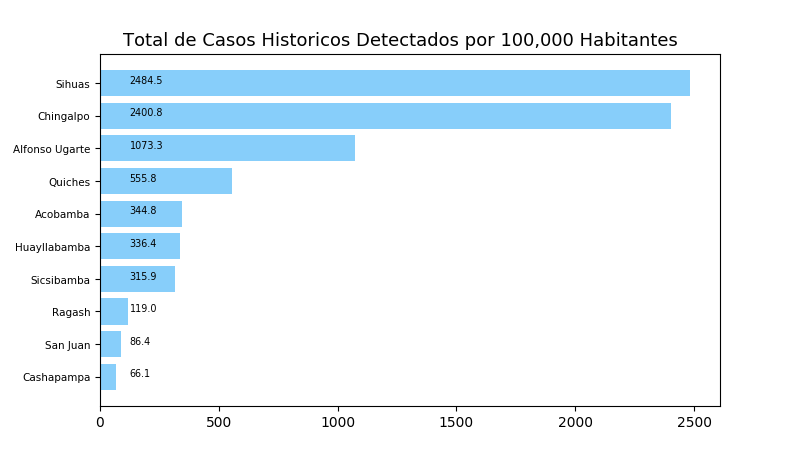 Total de Casos Historicos Detectados por 100,000 Habitantes
Sihuas 2484.5
Chingalpo 2400.8
Alfonso Ugarte 1073.3
Quiches 555.8
Acobamba 344.8
Huayllabamba 336.4
Sicsibamba 315.9
Ragash 119.0
San Juan 86.4
Cashapampa 66.1
0 500 1000 1500 2000 2500